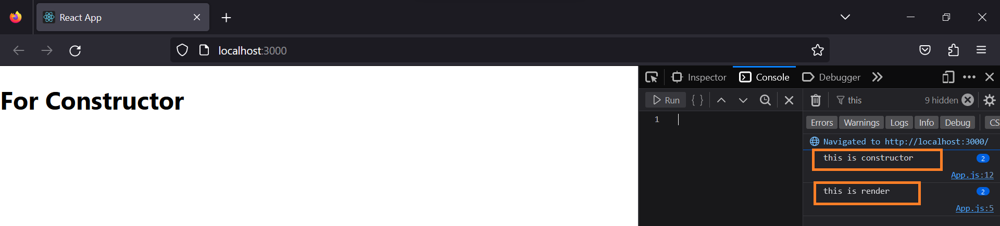 React App
localhost:3000
For Constructor
Inspector Console Debugger
Run { } this 9 hidden
1
Errors Warnings Logs Info Debug CS
Navigated to http://localhost:3000/
this is constructor 2
App.js:12
this is render 2
App.js:5